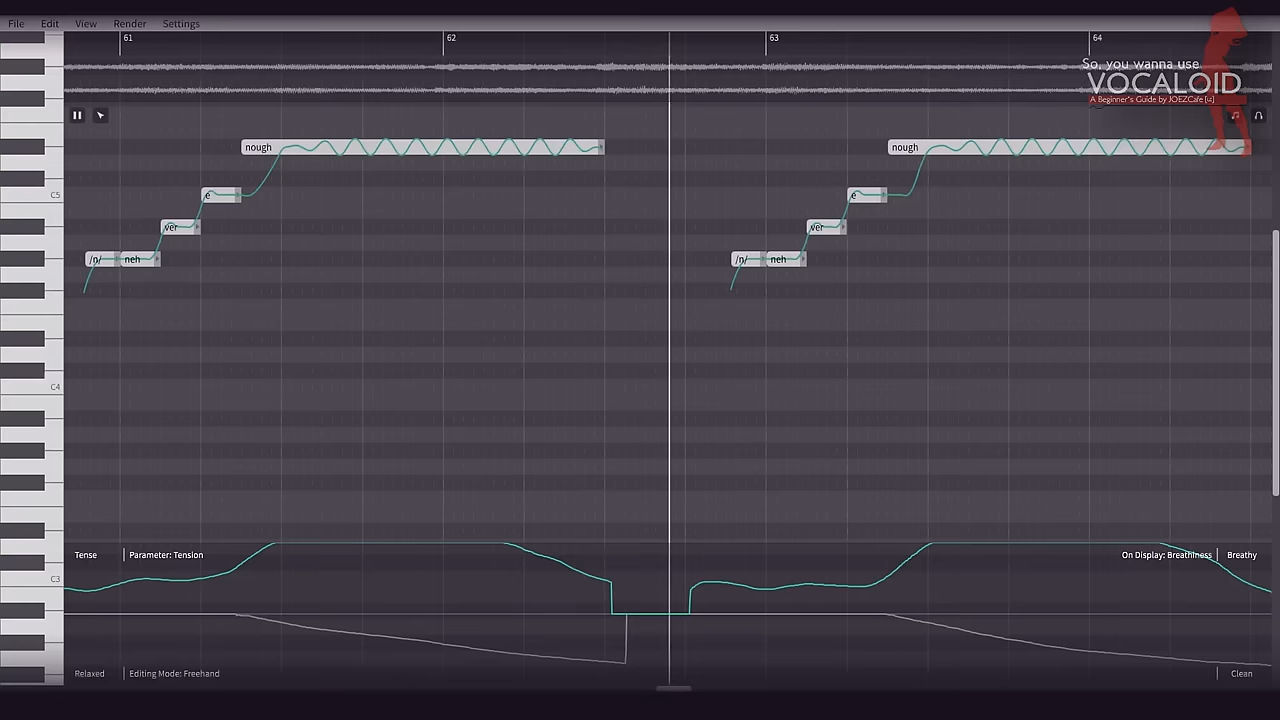 File Edit View Render Settings
61 62 63 64
So, you wanna use
VOCALOID
A Beginner's Guide by JOEZCafe [ucc]
nough nough
C5 e e
ver ver
/n/ neh /n/ neh
C4
Tense Parameter: Tension On Display: Breathiness Breathy
C3
Relaxed Editing Mode: Freehand Clean